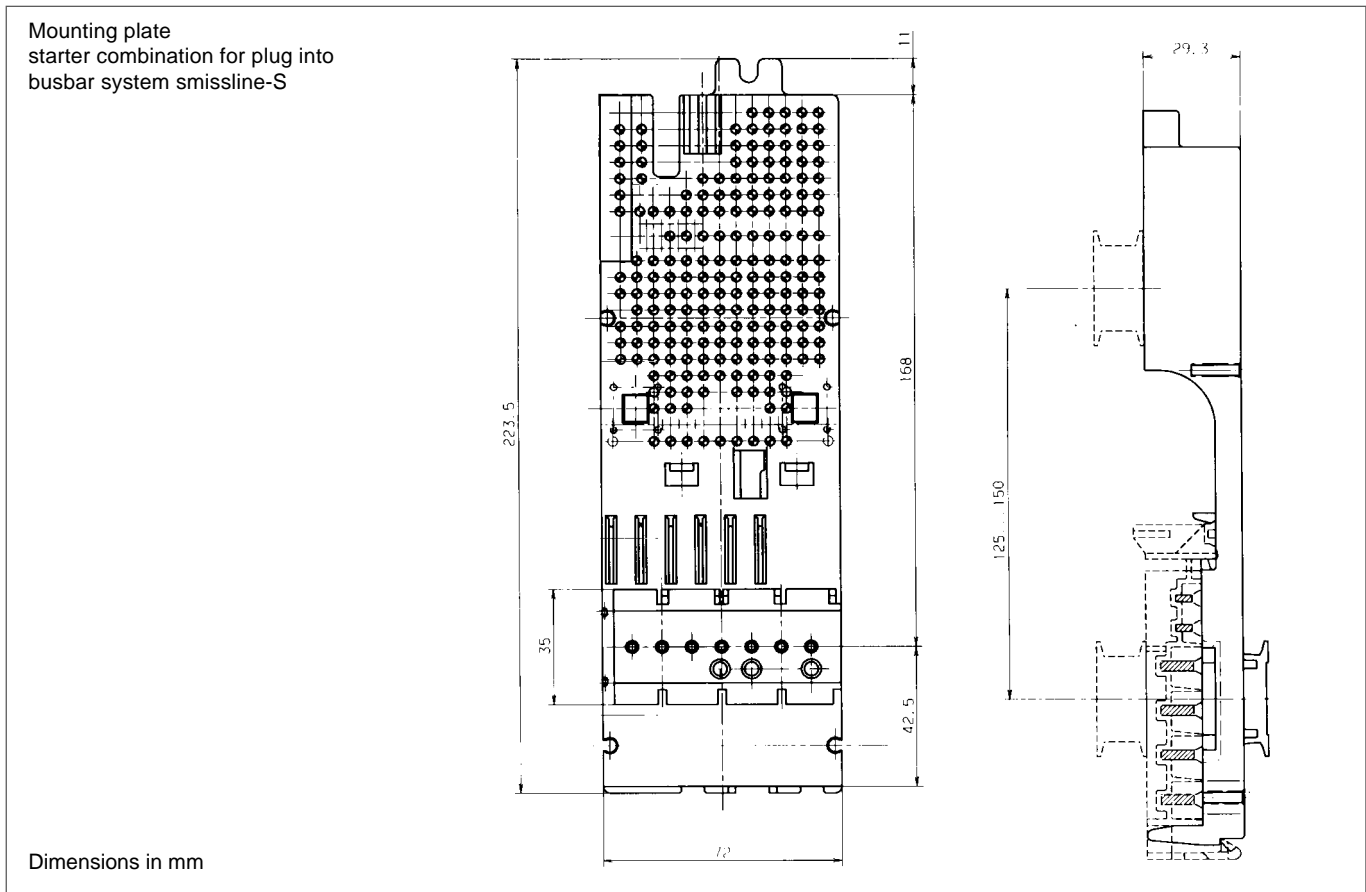 Mounting plate
starter combination for plug into
busbar system smissline-S
11
29.3
168
223.5
125...150
35
42.5
72
Dimensions in mm